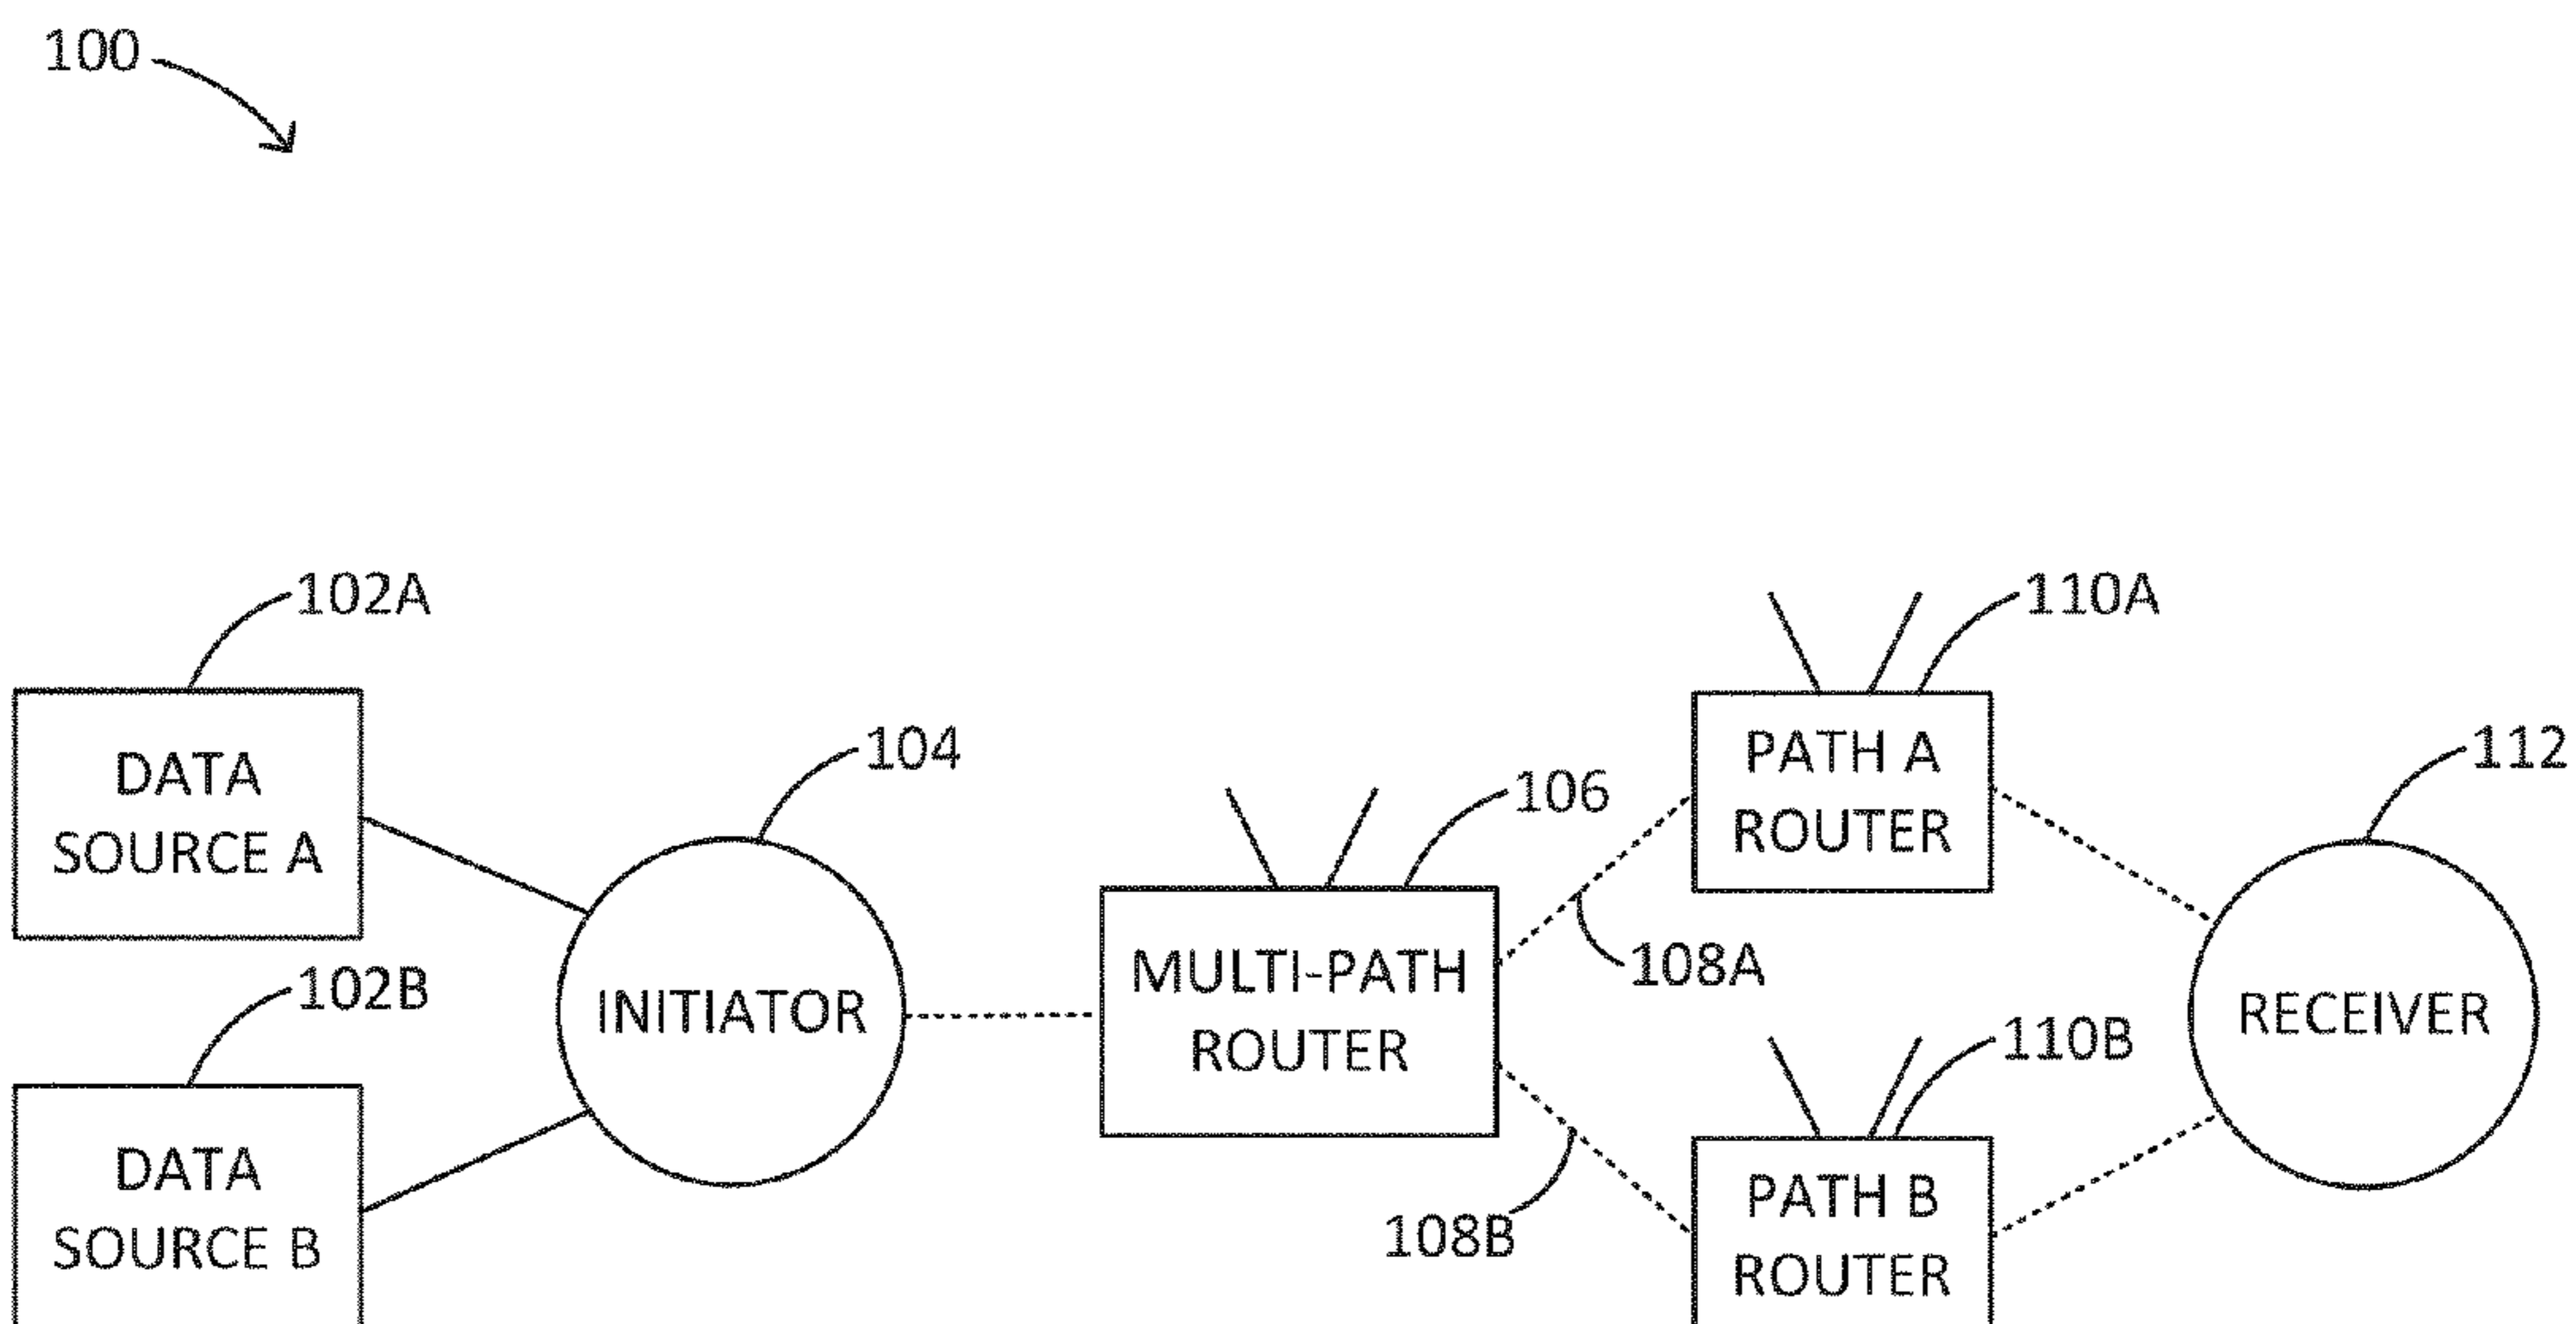 100
102A
110A
DATA
SOURCE A
104
106
PATH A
ROUTER
112
102B
INITIATOR
MULTI-PATH
ROUTER
108A
110B
RECEIVER
DATA
SOURCE B
108B
PATH B
ROUTER